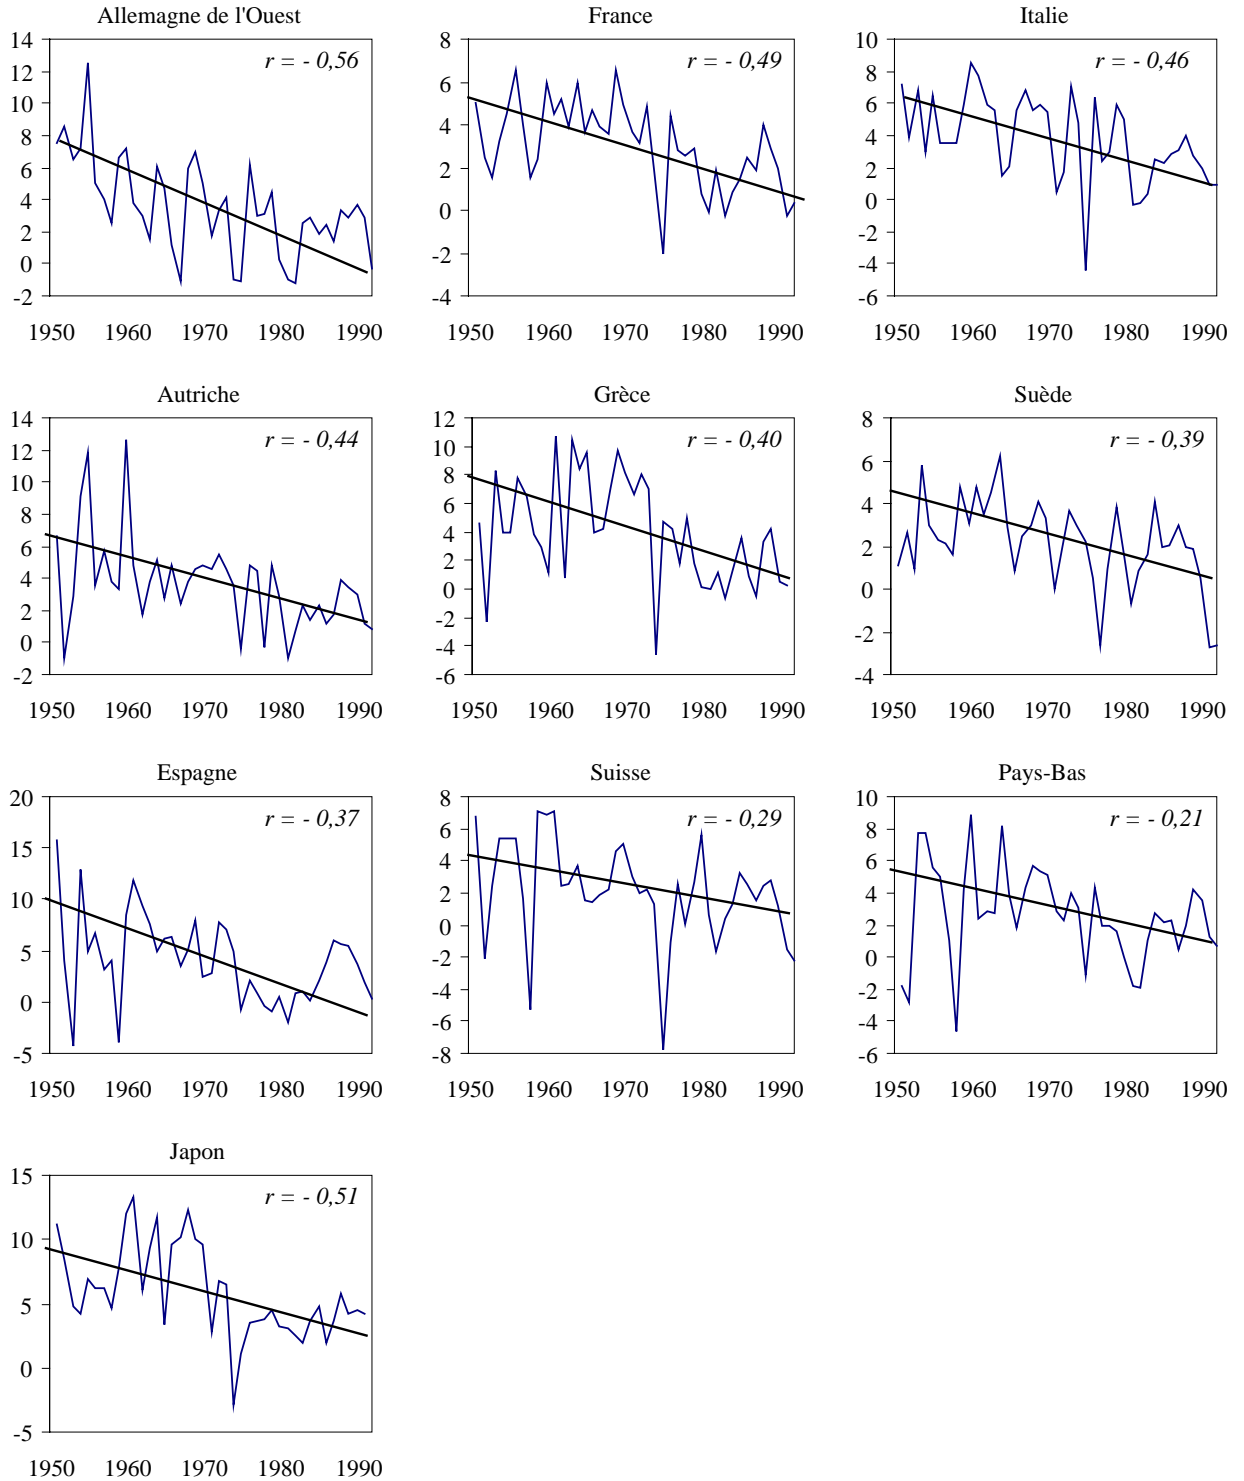 Allemagne de l'Ouest
r = - 0,56
14
12
10
8
6
4
2
0
-2
1950 1960 1970 1980 1990
France
r = - 0,49
8
6
4
2
0
-2
-4
1950 1960 1970 1980 1990
Italie
r = - 0,46
10
8
6
4
2
0
-2
-4
-6
1950 1960 1970 1980 1990
Autriche
r = - 0,44
14
12
10
8
6
4
2
0
-2
1950 1960 1970 1980 1990
Grèce
r = - 0,40
12
10
8
6
4
2
0
-2
-4
-6
1950 1960 1970 1980 1990
Suède
r = - 0,39
8
6
4
2
0
-2
-4
1950 1960 1970 1980 1990
Espagne
r = - 0,37
20
15
10
5
0
-5
1950 1960 1970 1980 1990
Suisse
r = - 0,29
8
6
4
2
0
-2
-4
-6
-8
1950 1960 1970 1980 1990
Pays-Bas
r = - 0,21
10
8
6
4
2
0
-2
-4
-6
1950 1960 1970 1980 1990
Japon
r = - 0,51
15
10
5
0
-5
1950 1960 1970 1980 1990